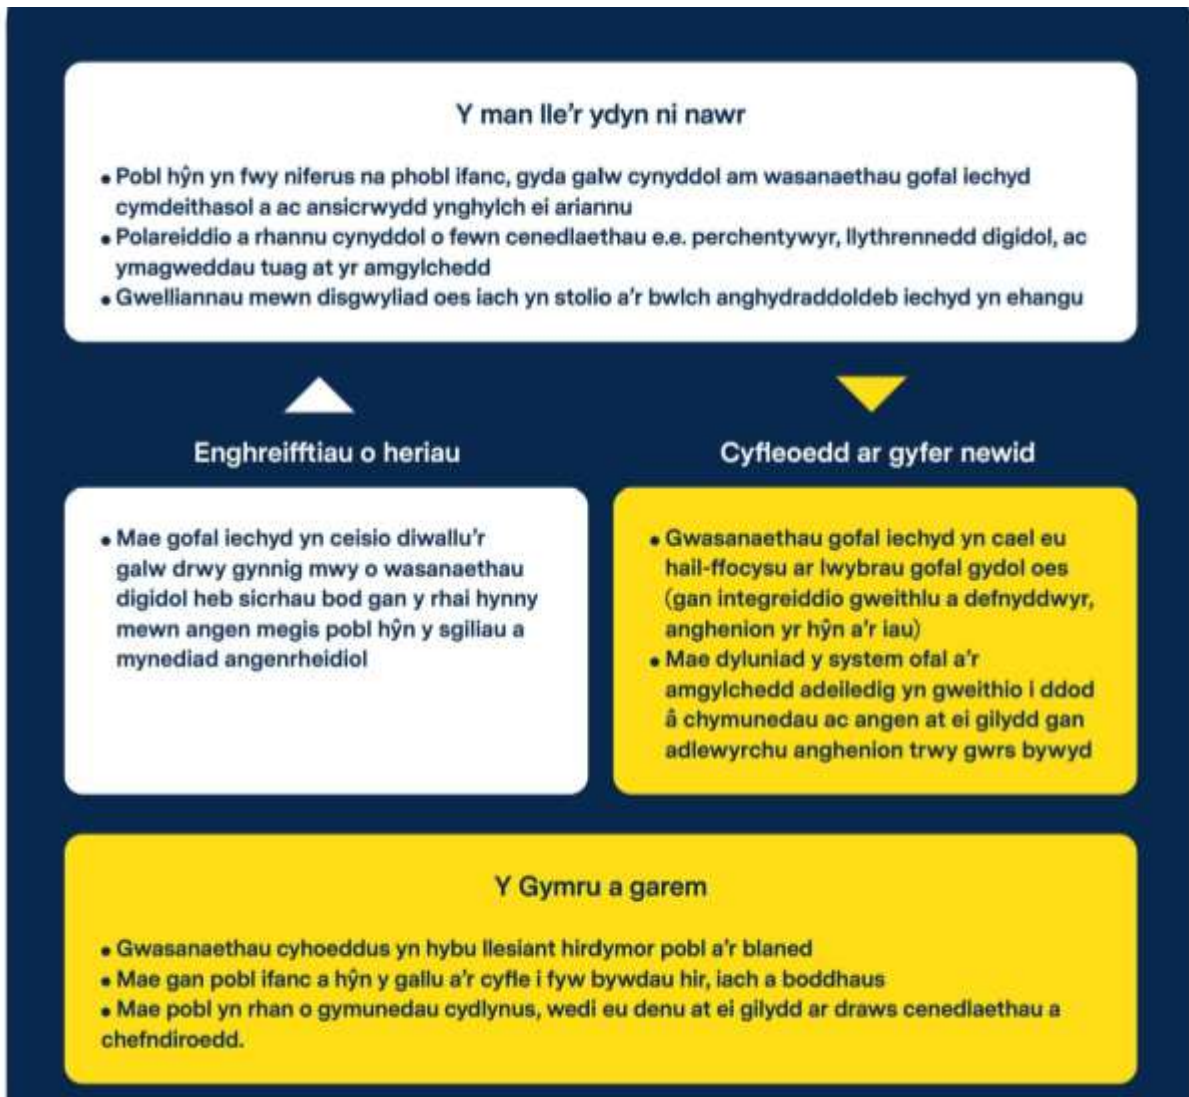 Y man lle'r ydyn ni nawr
• Pobl hŷn yn fwy niferus na phobl ifanc, gyda galw cynyddol am wasanaethau gofal iechyd
cymdeithasol a ac ansicrwydd ynghylch ei ariannu
• Polareiddio a rhannu cynyddol o fewn cenedlaethau e.e. perchentywyr, llythrennedd digidol, ac
ymagweddau tuag at yr amgylchedd
• Gwelliannau mewn disgwyliad oes iach yn stolio a'r bwlch anghydraddoldeb iechyd yn ehangu
Enghreifftiau o heriau
• Mae gofal iechyd yn ceisio diwallu'r
galw drwy gynnig mwy o wasanaethau
digidol heb sicrhau bod gan y rhai hynny
mewn angen megis pobl hŷn y sgiliau a
mynediad angenrheidiol
Cyfleoedd ar gyfer newid
• Gwasanaethau gofal iechyd yn cael eu
hail-ffocysu ar lwybrau gofal gydol oes
(gan integreiddio gweithlu a defnyddwyr,
anghenion yr hŷn a'r iau)
• Mae dyluniad y system ofal a'r
amgylchedd adeiledig yn gweithio i ddod
â chymunedau ac angen at ei gilydd gan
adlewyrchu anghenion trwy gwrs bywyd
Y Gymru a garem
• Gwasanaethau cyhoeddus yn hybu llesiant hirdymor pobl a'r blaned
• Mae gan pobl ifanc a hŷn y gallu a'r cyfle i fyw bywdau hir, iach a boddhaus
• Mae pobl yn rhan o gymunedau cydlynus, wedi eu denu at ei gilydd ar draws cenedlaethau a
chefndiroedd.